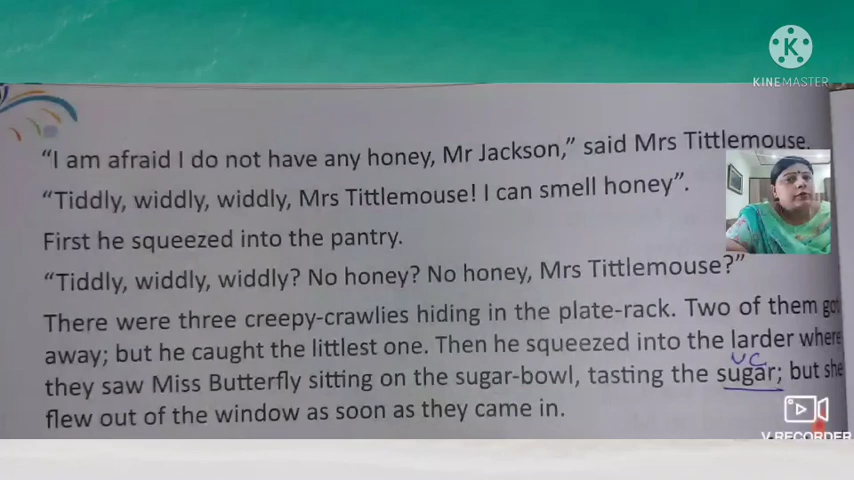 KINEMASTER
“I am afraid I do not have any honey, Mr Jackson,” said Mrs Tittlemouse.
“Tiddly, widdly, widdly, Mrs Tittlemouse! I can smell honey”.
First he squeezed into the pantry.
“Tiddly, widdly, widdly? No honey? No honey, Mrs Tittlemouse?”
There were three creepy-crawlies hiding in the plate-rack. Two of them got
away; but he caught the littlest one. Then he squeezed into the larder where
UC
they saw Miss Butterfly sitting on the sugar-bowl, tasting the sugar; but she
flew out of the window as soon as they came in.
V RECORDER